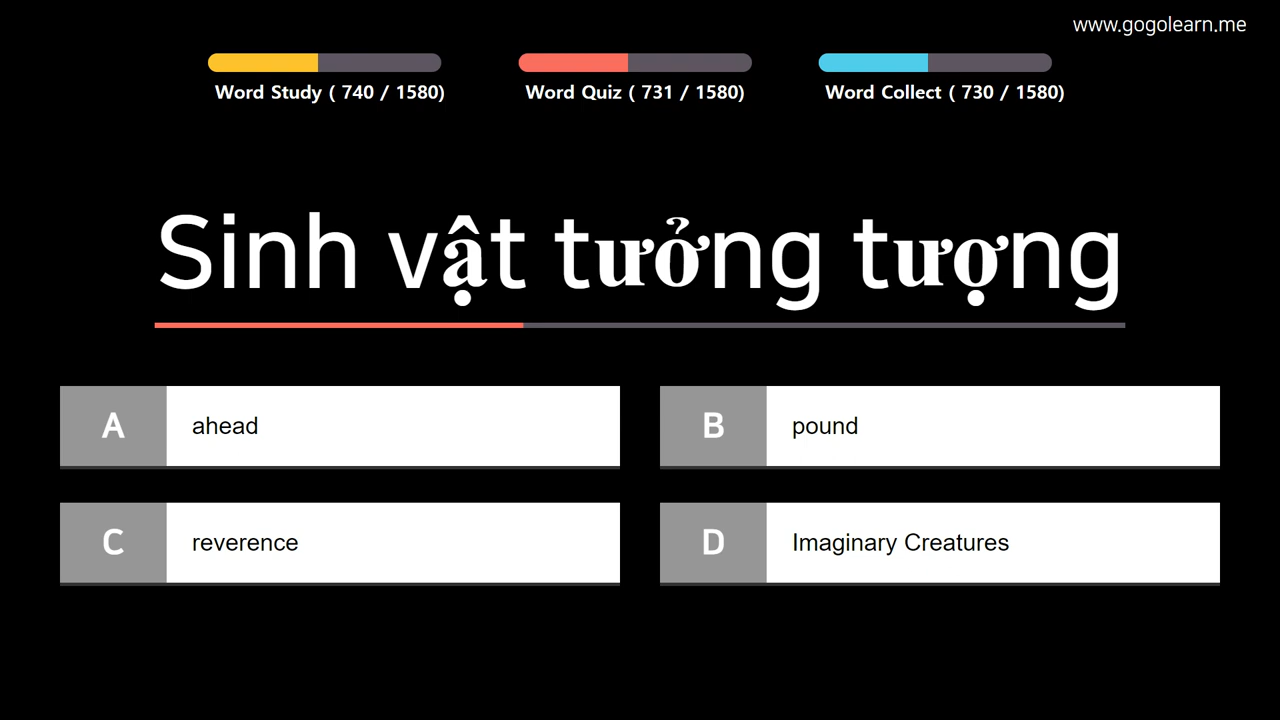 www.gogolearn.me
Word Study ( 740 / 1580)
Word Quiz ( 731 / 1580)
Word Collect ( 730 / 1580)
Sinh vật tưởng tượng
A ahead
B pound
C reverence
D Imaginary Creatures